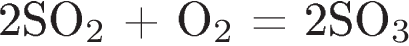 2SO₂ + O₂ = 2SO₃